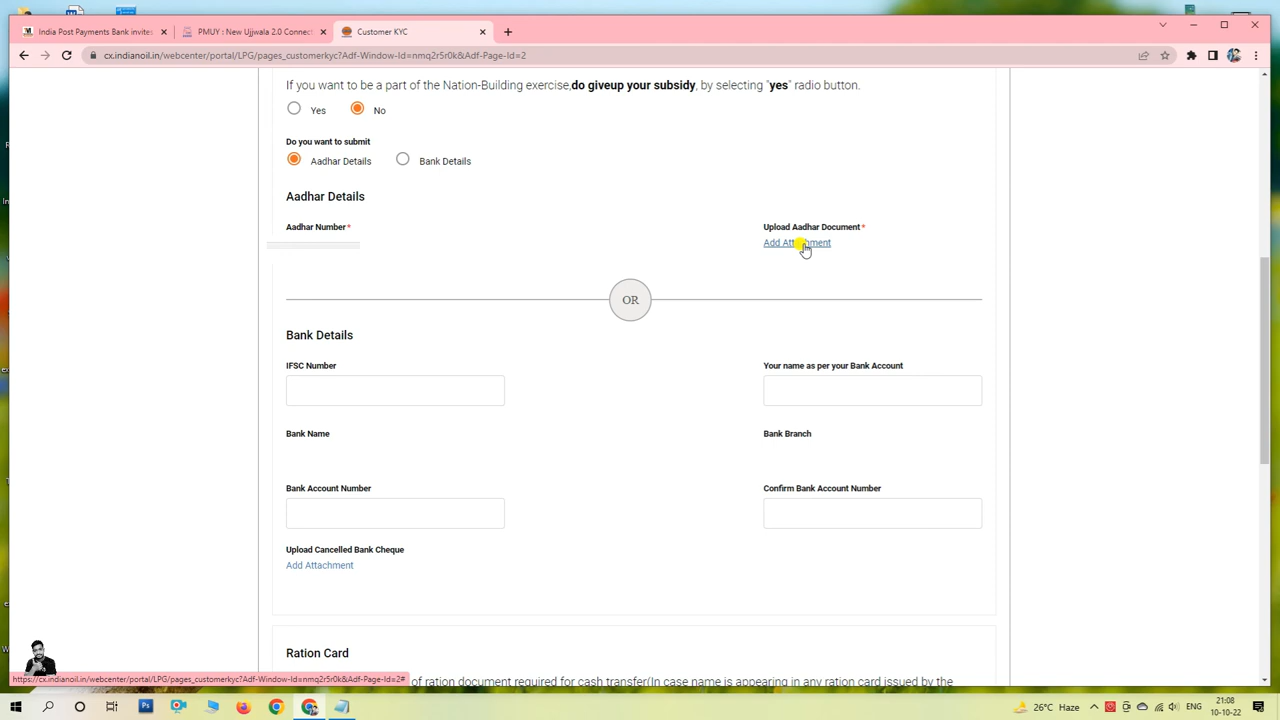 India Post Payments Bank invites
PMUY : New Ujjwala 2.0 Connect
Customer KYC
cx.indianoil.in/webcenter/portal/LPG/pages_customerkyc?Adf-Window-Id=nmq2r5r0k&Adf-Page-Id=2
If you want to be a part of the Nation-Building exercise,do giveup your subsidy, by selecting "yes" radio button.
Yes No
Do you want to submit
Aadhar Details Bank Details
Aadhar Details
Aadhar Number* Upload Aadhar Document*
Add Attachment
OR
Bank Details
IFSC Number Your name as per your Bank Account
Bank Name Bank Branch
Bank Account Number Confirm Bank Account Number
Upload Cancelled Bank Cheque
Add Attachment
Ration Card
of ration document required for cash transfer(In case name is appearing in any ration card issued by the
https://cx.indianoil.in/webcenter/portal/LPG/pages_customerkyc?Adf-Window-Id=nmq2r5r0k&Adf-Page-Id=2#
26°C Haze ENG 21:08
10-10-22